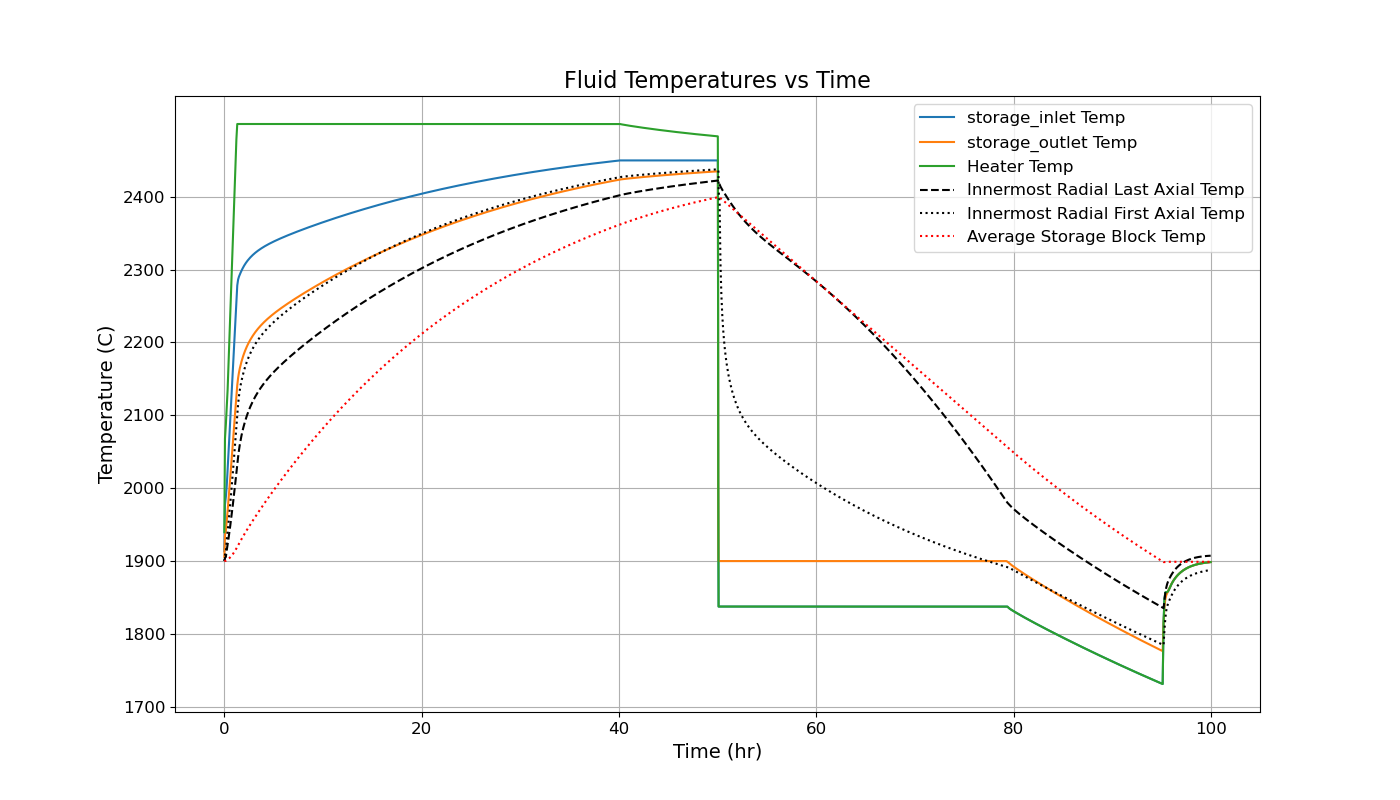 Fluid Temperatures vs Time
storage_inlet Temp
storage_outlet Temp
Heater Temp
Innermost Radial Last Axial Temp
Innermost Radial First Axial Temp
Average Storage Block Temp
Temperature (C)
2400
2300
2200
2100
2000
1900
1800
1700
0 20 40 60 80 100
Time (hr)